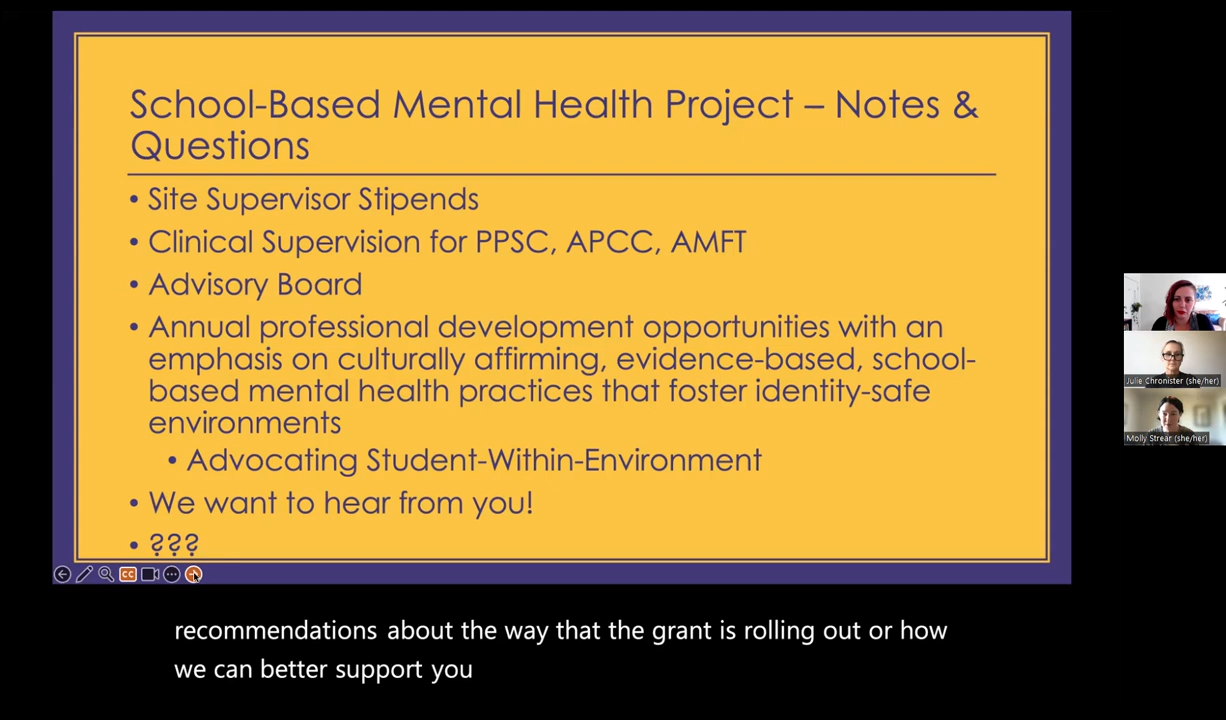 School-Based Mental Health Project – Notes &
Questions
• Site Supervisor Stipends
• Clinical Supervision for PPSC, APCC, AMFT
• Advisory Board
• Annual professional development opportunities with an
emphasis on culturally affirming, evidence-based, school-
based mental health practices that foster identity-safe
environments
• Advocating Student-Within-Environment
• We want to hear from you!
• ???
CC
Julie Chronister (she/her)
Molly Strear (she/her)
recommendations about the way that the grant is rolling out or how
we can better support you